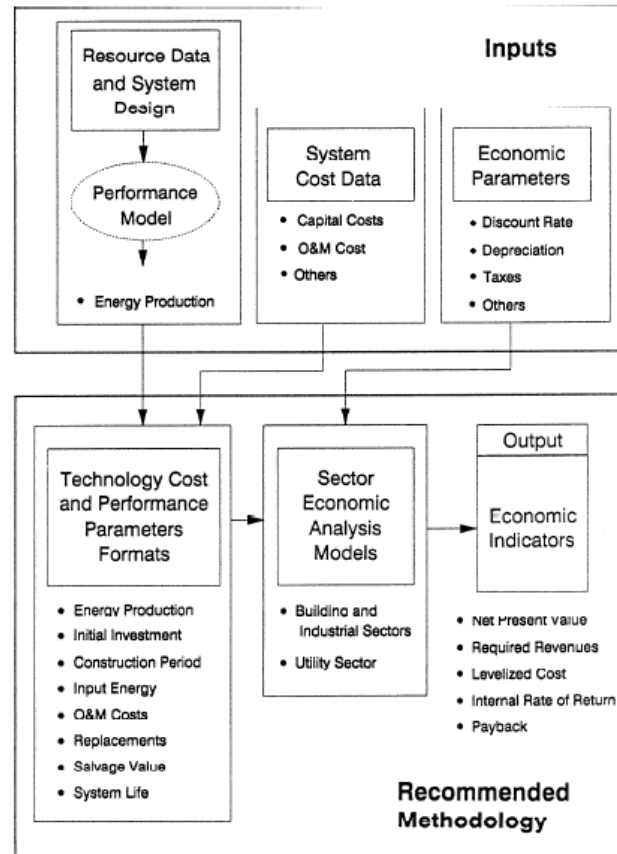 Inputs
Resource Data
and System
Design
Performance
Model
• Energy Production
System
Cost Data
• Capital Costs
• O&M Cost
• Others
Economic
Parameters
• Discount Rate
• Depreciation
• Taxes
• Others
Technology Cost
and Performance
Parameters
Formats
• Energy Production
• Initial Investment
• Construction Period
• Input Energy
• O&M Costs
• Replacements
• Salvage Value
• System Life
Sector
Economic
Analysis
Models
• Building and
Industrial Sectors
• Utility Sector
Output
Economic
Indicators
• Net Present Value
• Required Revenues
• Levelized Cost
• Internal Rate of Return
• Payback
Recommended
Methodology